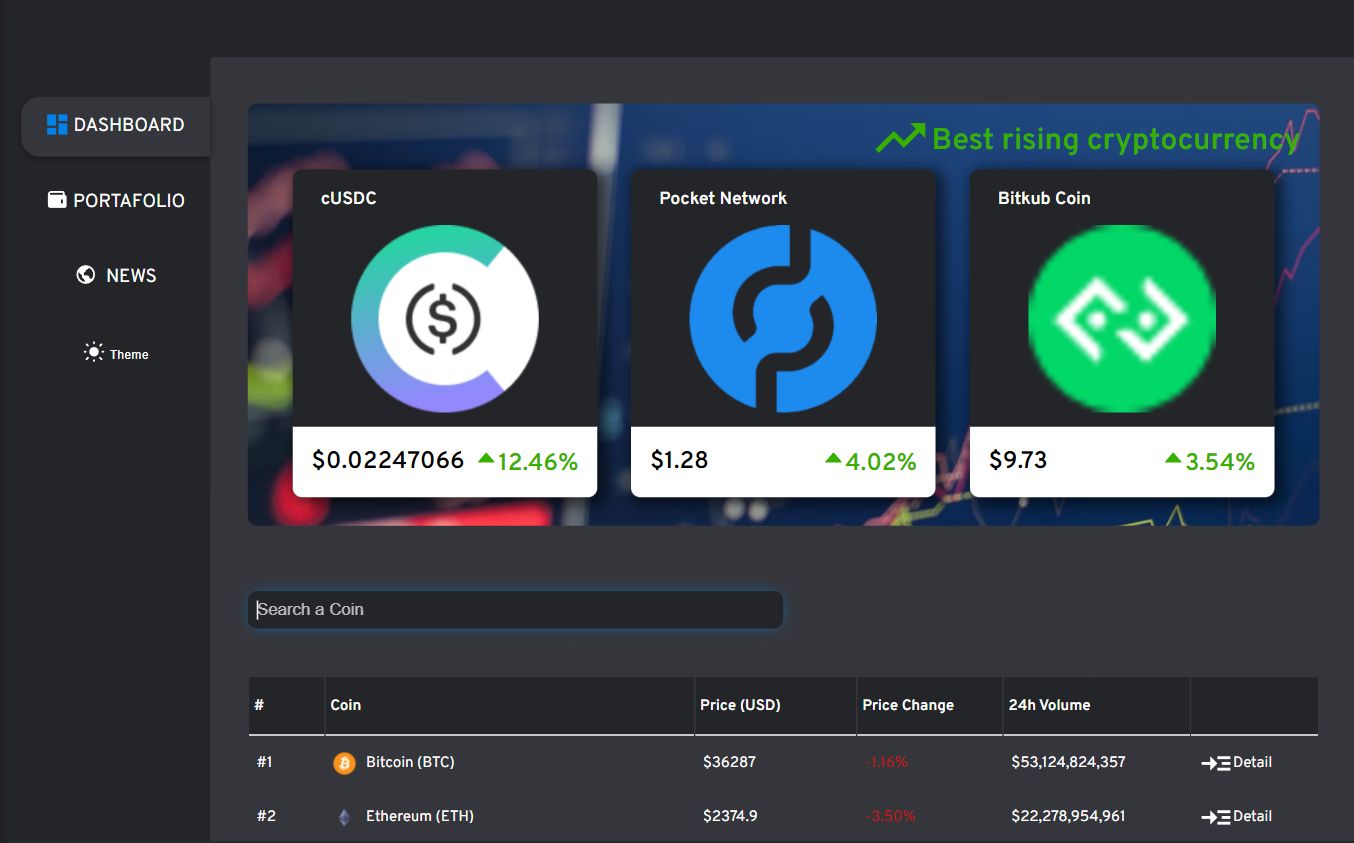 DASHBOARD
PORTAFOLIO
NEWS
Theme
Best rising cryptocurrency
cUSDC
$
$0.02247066 12.46%
Pocket Network
$1.28 4.02%
Bitkub Coin
$9.73 3.54%
Search a Coin
# Coin Price (USD) Price Change 24h Volume
#1 Bitcoin (BTC) $36287 -1.16% $53,124,824,357 Detail
#2 Ethereum (ETH) $2374.9 -3.50% $22,278,954,961 Detail